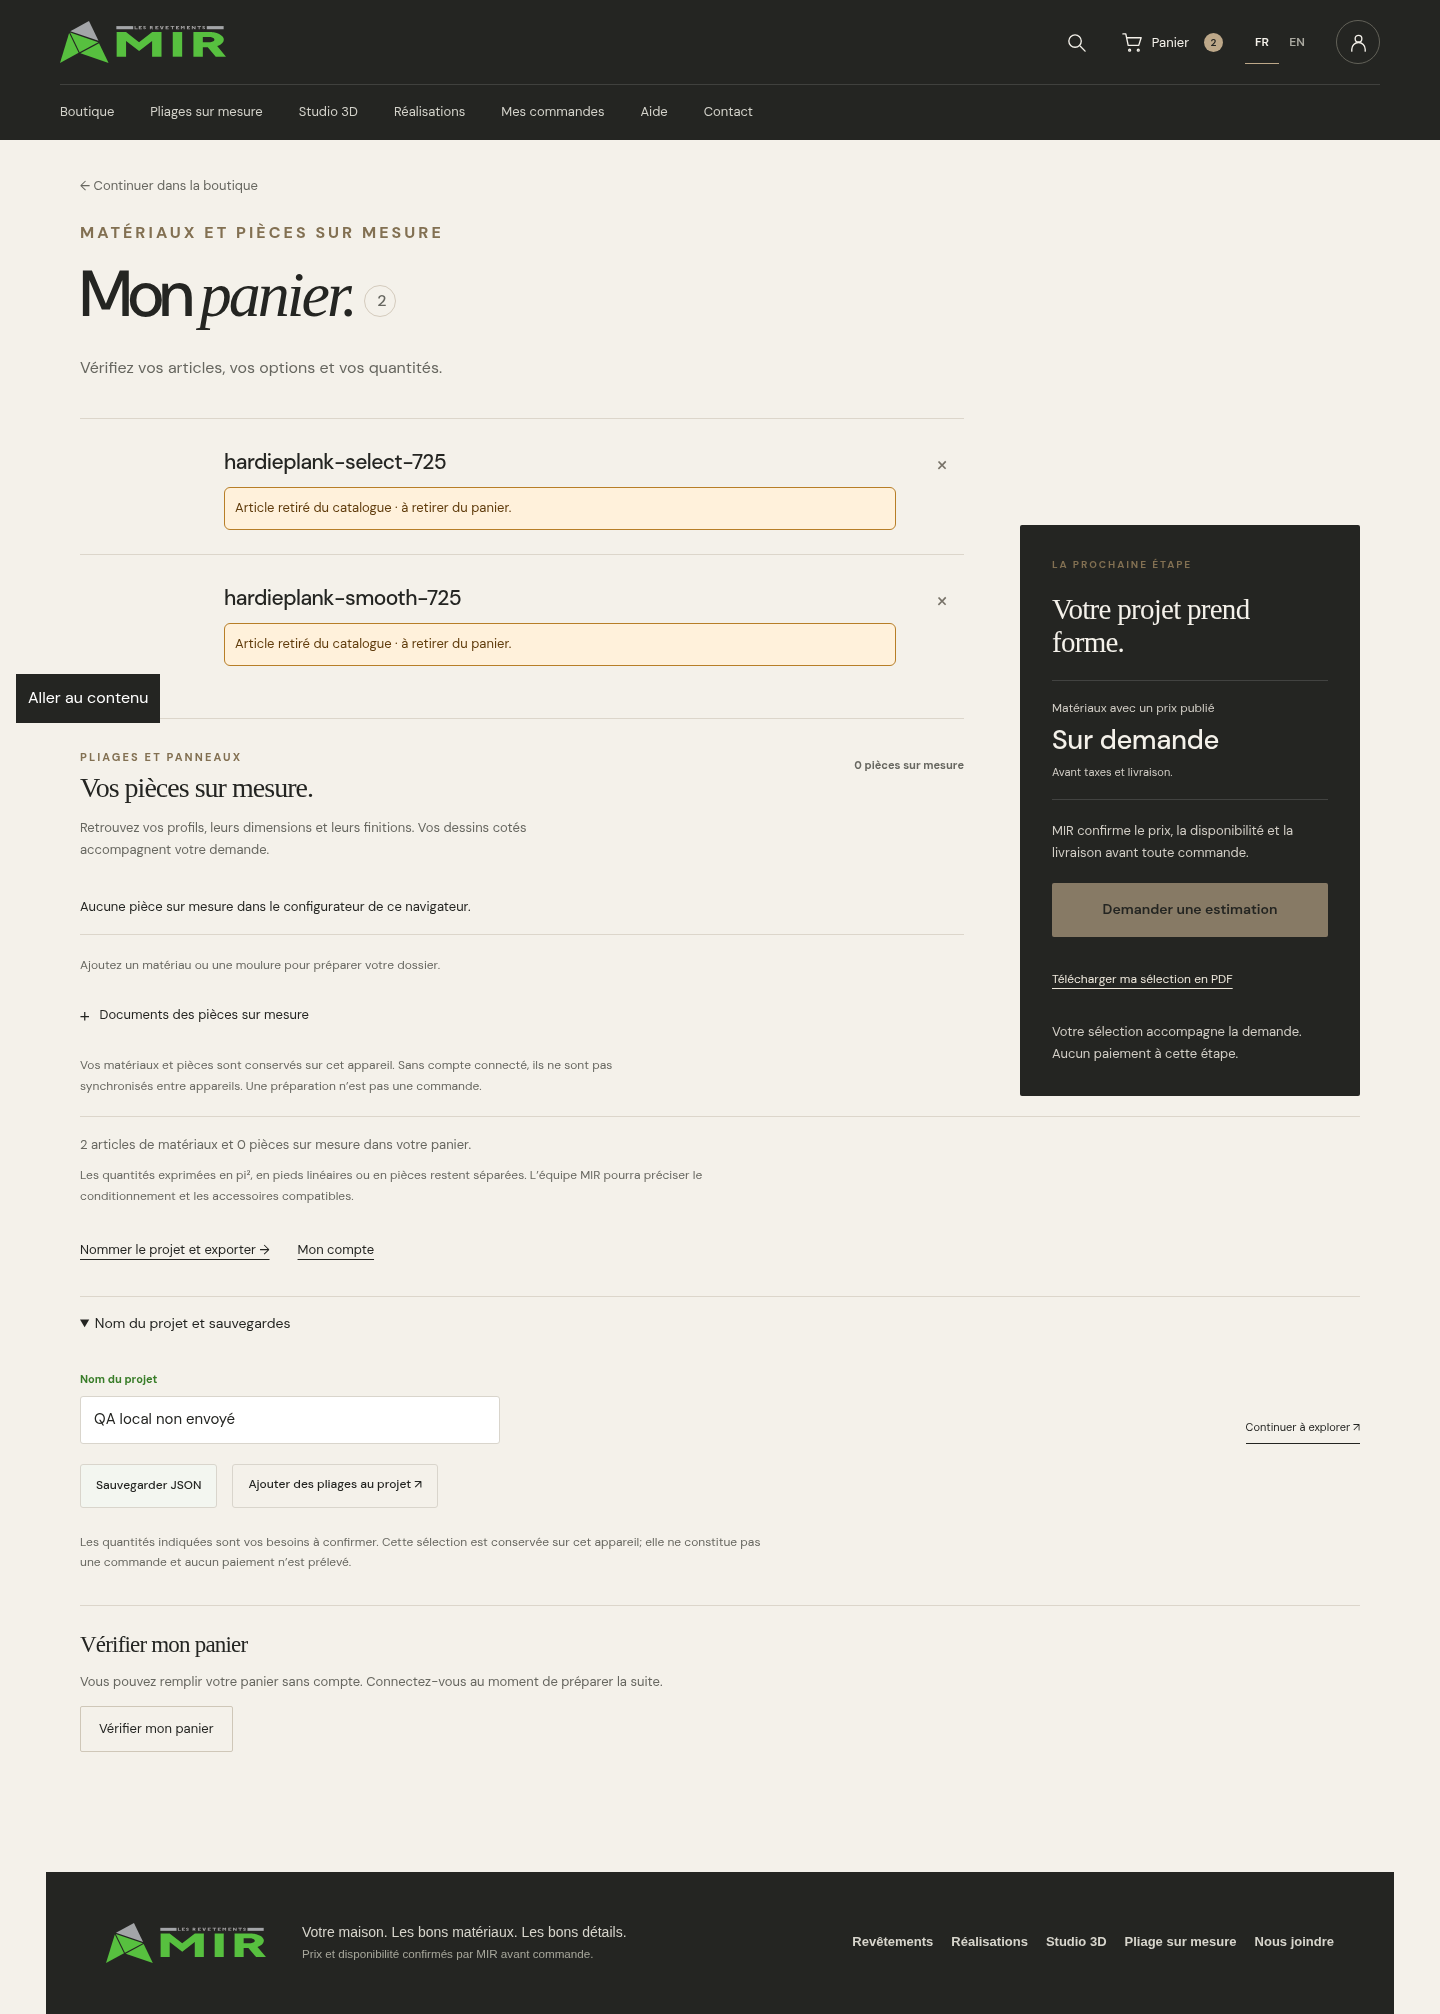 LES REVÊTEMENTS
MIR
Panier 2 FR EN
Boutique Pliages sur mesure Studio 3D Réalisations Mes commandes Aide Contact
← Continuer dans la boutique
MATÉRIAUX ET PIÈCES SUR MESURE
Mon panier. 2
Vérifiez vos articles, vos options et vos quantités.
hardieplank-select-725 ×
Article retiré du catalogue · à retirer du panier.
hardieplank-smooth-725 ×
Article retiré du catalogue · à retirer du panier.
Aller au contenu
PLIAGES ET PANNEAUX
Vos pièces sur mesure.
0 pièces sur mesure
Retrouvez vos profils, leurs dimensions et leurs finitions. Vos dessins cotés
accompagnent votre demande.
Aucune pièce sur mesure dans le configurateur de ce navigateur.
Ajoutez un matériau ou une moulure pour préparer votre dossier.
+ Documents des pièces sur mesure
Vos matériaux et pièces sont conservés sur cet appareil. Sans compte connecté, ils ne sont pas
synchronisés entre appareils. Une préparation n’est pas une commande.
LA PROCHAINE ÉTAPE
Votre projet prend
forme.
Matériaux avec un prix publié
Sur demande
Avant taxes et livraison.
MIR confirme le prix, la disponibilité et la
livraison avant toute commande.
Demander une estimation
Télécharger ma sélection en PDF
Votre sélection accompagne la demande.
Aucun paiement à cette étape.
2 articles de matériaux et 0 pièces sur mesure dans votre panier.
Les quantités exprimées en pi², en pieds linéaires ou en pièces restent séparées. L’équipe MIR pourra préciser le
conditionnement et les accessoires compatibles.
Nommer le projet et exporter → Mon compte
▼ Nom du projet et sauvegardes
Nom du projet
QA local non envoyé
Continuer à explorer ↗
Sauvegarder JSON Ajouter des pliages au projet ↗
Les quantités indiquées sont vos besoins à confirmer. Cette sélection est conservée sur cet appareil; elle ne constitue pas
une commande et aucun paiement n’est prélevé.
Vérifier mon panier
Vous pouvez remplir votre panier sans compte. Connectez-vous au moment de préparer la suite.
Vérifier mon panier
LES REVÊTEMENTS
MIR
Votre maison. Les bons matériaux. Les bons détails.
Prix et disponibilité confirmés par MIR avant commande.
Revêtements Réalisations Studio 3D Pliage sur mesure Nous joindre